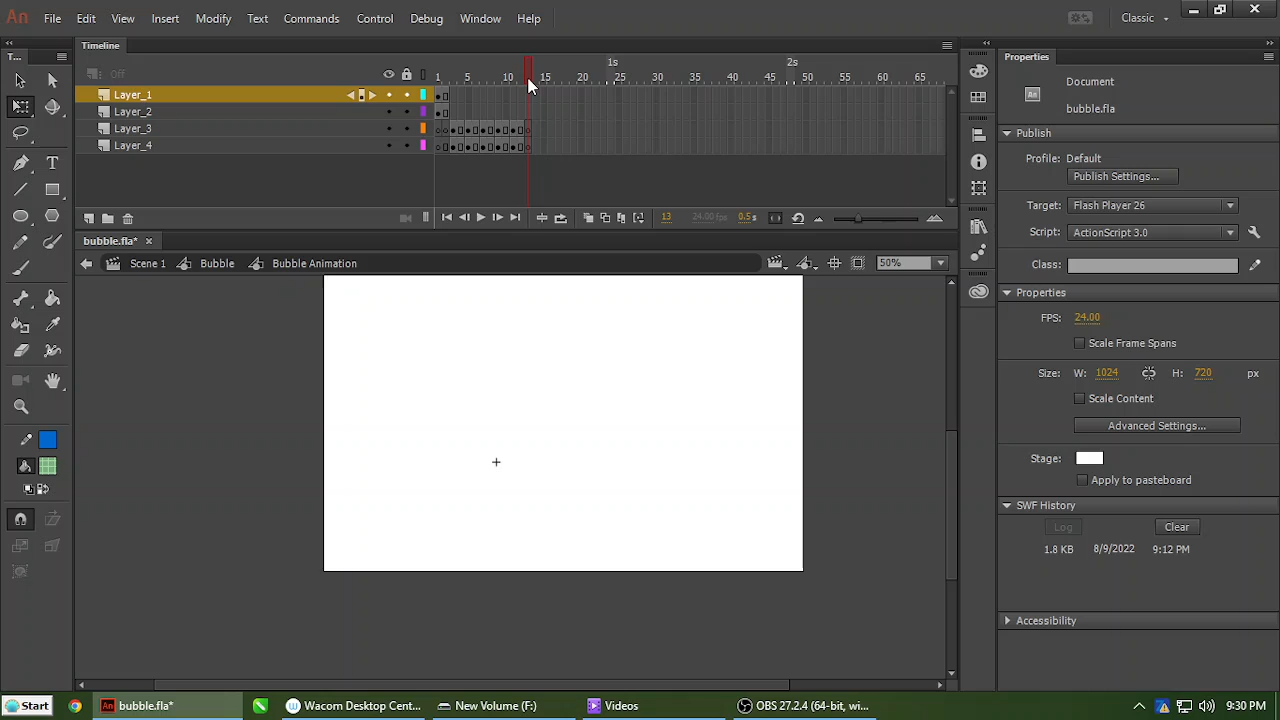 An File Edit View Insert Modify Text Commands Control Debug Window Help Classic
T... Timeline Properties
Off 1s 2s
1 5 10 15 20 25 30 35 40 45 50 55 60 65
Layer_1
Layer_2
Layer_3
Layer_4
13 24.00 fps 0.5 s
bubble.fla*
Scene 1 Bubble Bubble Animation 50%
An Document
bubble.fla
Publish
Profile: Default
Publish Settings...
Target: Flash Player 26
Script: ActionScript 3.0
Class:
Properties
FPS: 24.00
Scale Frame Spans
Size: W: 1024 H: 720 px
Scale Content
Advanced Settings...
Stage:
Apply to pasteboard
SWF History
Log Clear
1.8 KB 8/9/2022 9:12 PM
Accessibility
Start An bubble.fla* Wacom Desktop Cent... New Volume (F:) Videos OBS 27.2.4 (64-bit, wi... 9:30 PM